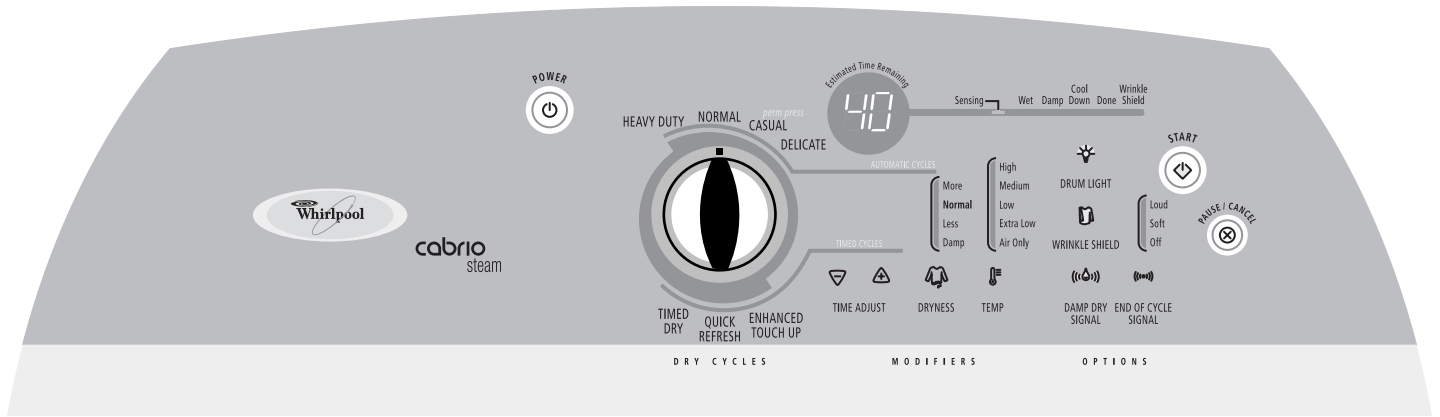 POWER
Whirlpool
cabrio
steam
HEAVY DUTY
NORMAL
perm press
CASUAL
DELICATE
AUTOMATIC CYCLES
TIMED CYCLES
TIMED
DRY
QUICK
REFRESH
ENHANCED
TOUCH UP
Estimated Time Remaining
40
Sensing
Wet
Damp
Cool
Down
Done
Wrinkle
Shield
More
Normal
Less
Damp
High
Medium
Low
Extra Low
Air Only
DRUM LIGHT
WRINKLE SHIELD
Loud
Soft
Off
START
PAUSE / CANCEL
TIME ADJUST
DRYNESS
TEMP
DAMP DRY
SIGNAL
END OF CYCLE
SIGNAL
DRY CYCLES
MODIFIERS
OPTIONS